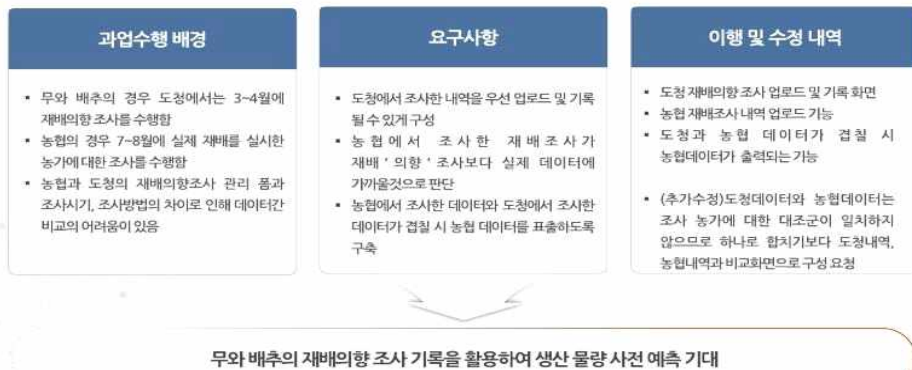 과업수행 배경
▪ 무와 배추의 경우 도청에서는 3~4월에
재배의향 조사를 수행함
▪ 농협의 경우 7~8월에 실제 재배를 실시한
농가에 대한 조사를 수행함
▪ 농협과 도청의 재배의향조사 관리 폼과
조사시기, 조사방법의 차이로 인해 데이터간
비교의 어려움이 있음
요구사항
▪ 도청에서 조사한 내역을 우선 업로드 및 기록
될 수 있게 구성
▪ 농협에서 조사한 재배조사가
재배'의향'조사보다 실제 데이터에
가까울것으로 판단
▪ 농협에서 조사한 데이터와 도청에서 조사한
데이터가 겹칠 시 농협 데이터를 표출하도록
구축
이행 및 수정 내역
▪ 도청 재배의향 조사 업로드 및 기록 화면
▪ 농협 재배조사 내역 업로드 기능
▪ 도청과 농협 데이터가 겹칠 시
농협데이터가 출력되는 기능
▪ (추가수정)도청데이터와 농협데이터는
조사 농가에 대한 대조군이 일치하지
않으므로 하나로 합치기보다 도청내역,
농협내역과 비교화면으로 구성 요청
무와 배추의 재배의향 조사 기록을 활용하여 생산 물량 사전 예측 기대